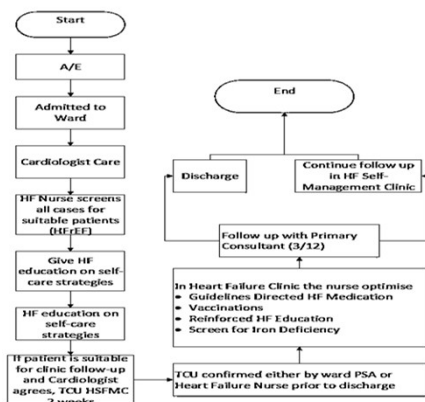 Start
A/E
Admitted to
Ward
Cardiologist Care
HF Nurse screens
all cases for
suitable patients
(HFrEF)
Give HF
education on self-
care strategies
HF education on
self-care
strategies
If patient is suitable
for clinic follow-up
and Cardiologist
agrees, TCU HSFMC
2 weeks
TCU confirmed either by ward PSA or
Heart Failure Nurse prior to discharge
In Heart Failure Clinic the nurse optimise
• Guidelines Directed HF Medication
• Vaccinations
• Reinforced HF Education
• Screen for Iron Deficiency
Follow up with Primary
Consultant (3/12)
Discharge
Continue follow up
in HF Self-
Management Clinic
End